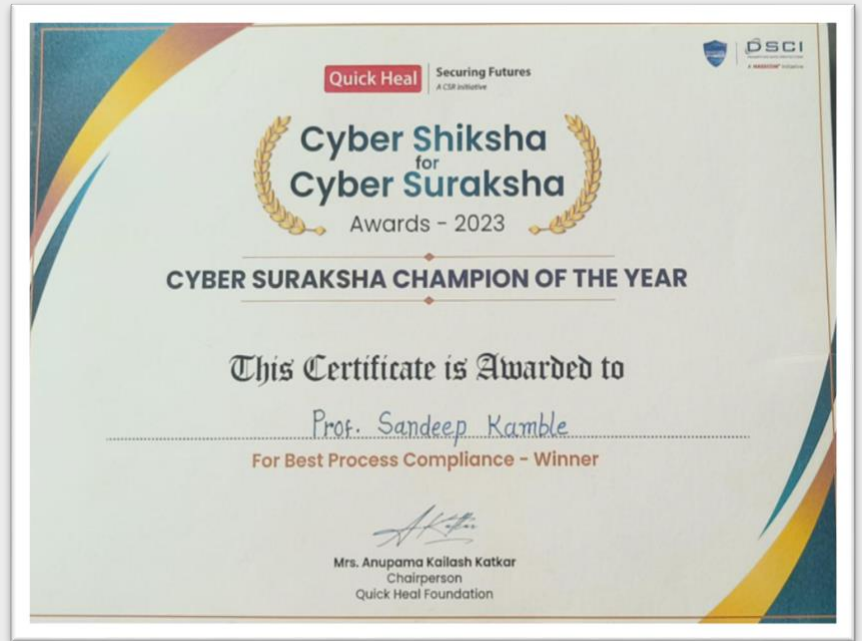 Quick Heal
Securing Futures
A CSR Initiative
DSCI
A NASSCOM® Initiative
Cyber Shiksha
for
Cyber Suraksha
Awards - 2023
CYBER SURAKSHA CHAMPION OF THE YEAR
This Certificate is Awarded to
Prof. Sandeep Kamble
For Best Process Compliance - Winner
Mrs. Anupama Kailash Katkar
Chairperson
Quick Heal Foundation